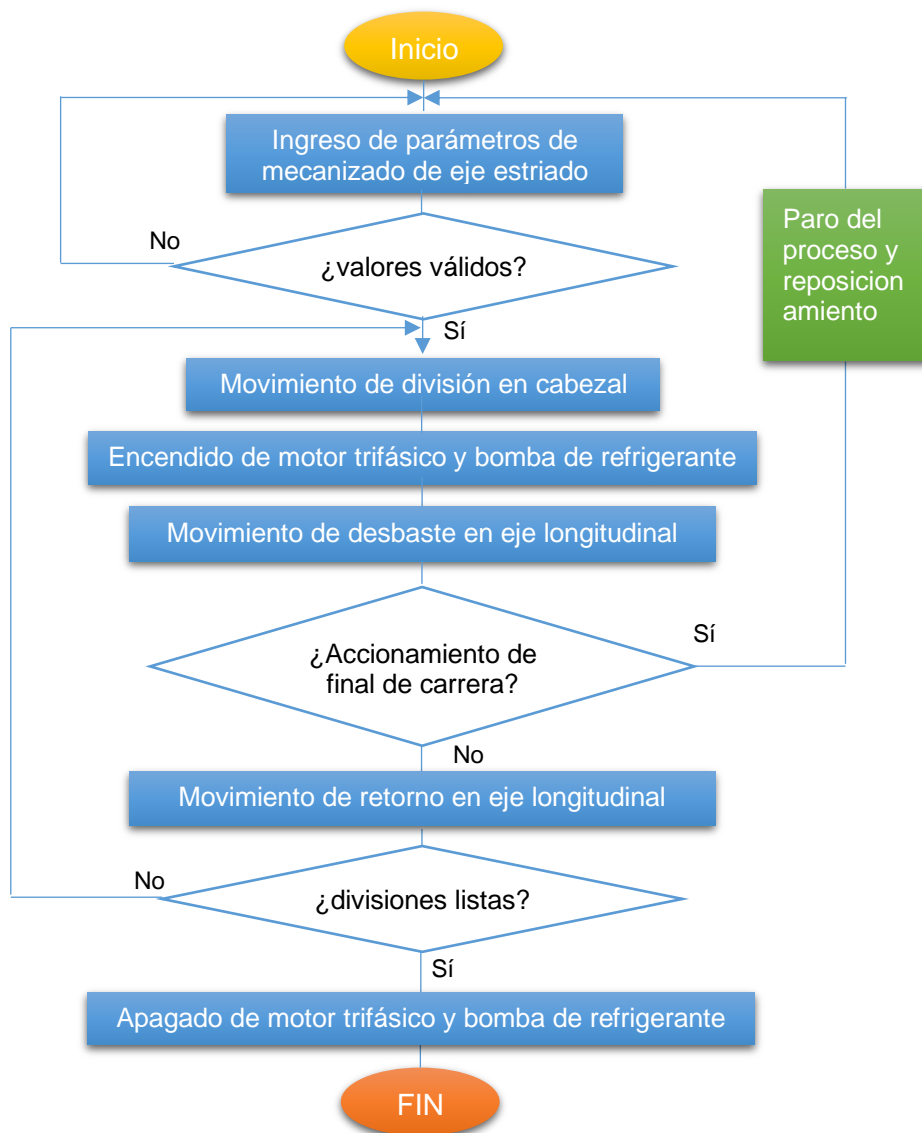 Inicio
Ingreso de parámetros de
mecanizado de eje estriado
No
¿valores válidos?
Sí
Paro del
proceso y
reposicion
amiento
Movimiento de división en cabezal
Encendido de motor trifásico y bomba de refrigerante
Movimiento de desbaste en eje longitudinal
¿Accionamiento de
final de carrera?
Sí
No
Movimiento de retorno en eje longitudinal
No
¿divisiones listas?
Sí
Apagado de motor trifásico y bomba de refrigerante
FIN